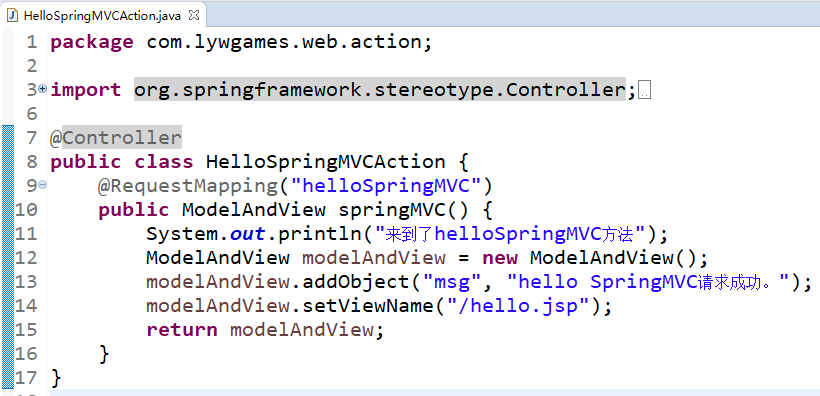 HelloSpringMVCAction.java
1 package com.lywgames.web.action;
2
3 import org.springframework.stereotype.Controller;
6
7 @Controller
8 public class HelloSpringMVCAction {
9 @RequestMapping("helloSpringMVC")
10 public ModelAndView springMVC() {
11 System.out.println("来到了helloSpringMVC方法");
12 ModelAndView modelAndView = new ModelAndView();
13 modelAndView.addObject("msg", "hello SpringMVC请求成功。");
14 modelAndView.setViewName("/hello.jsp");
15 return modelAndView;
16 }
17 }